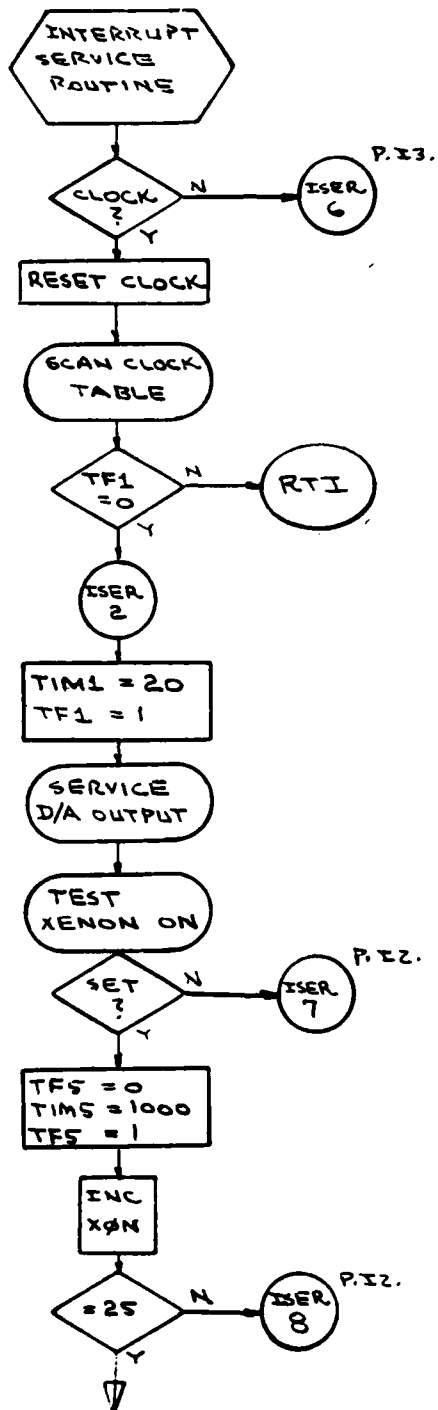 INTERRUPT
SERVICE
ROUTINE
P.I3.
CLOCK
?
N
ISER
6
Y
RESET CLOCK
SCAN CLOCK
TABLE
TF1
=0
N
RTI
Y
ISER
2
TIM1 = 20
TF1 = 1
SERVICE
D/A OUTPUT
TEST
XENON ON
P.I2.
SET
?
N
ISER
7
Y
TF5 = 0
TIM5 = 1000
TF5 = 1
INC
XØN
P.I2.
=25
N
ISER
8
Y